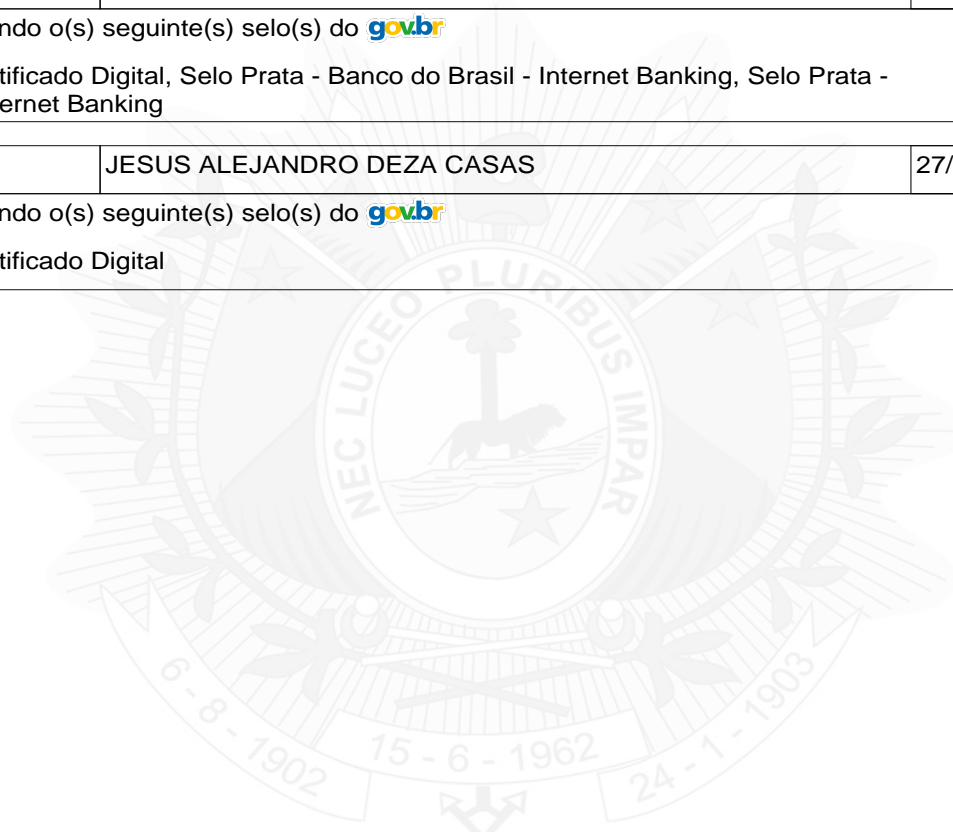 ndo o(s) seguinte(s) selo(s) do gov.br
tificado Digital, Selo Prata - Banco do Brasil - Internet Banking, Selo Prata -
ernet Banking
JESUS ALEJANDRO DEZA CASAS 27/
ndo o(s) seguinte(s) selo(s) do gov.br
tificado Digital
NEC LUCEO PLURIBUS IMPAR
6 - 8 - 1902
15 - 6 - 1962
24 - 1 - 1903